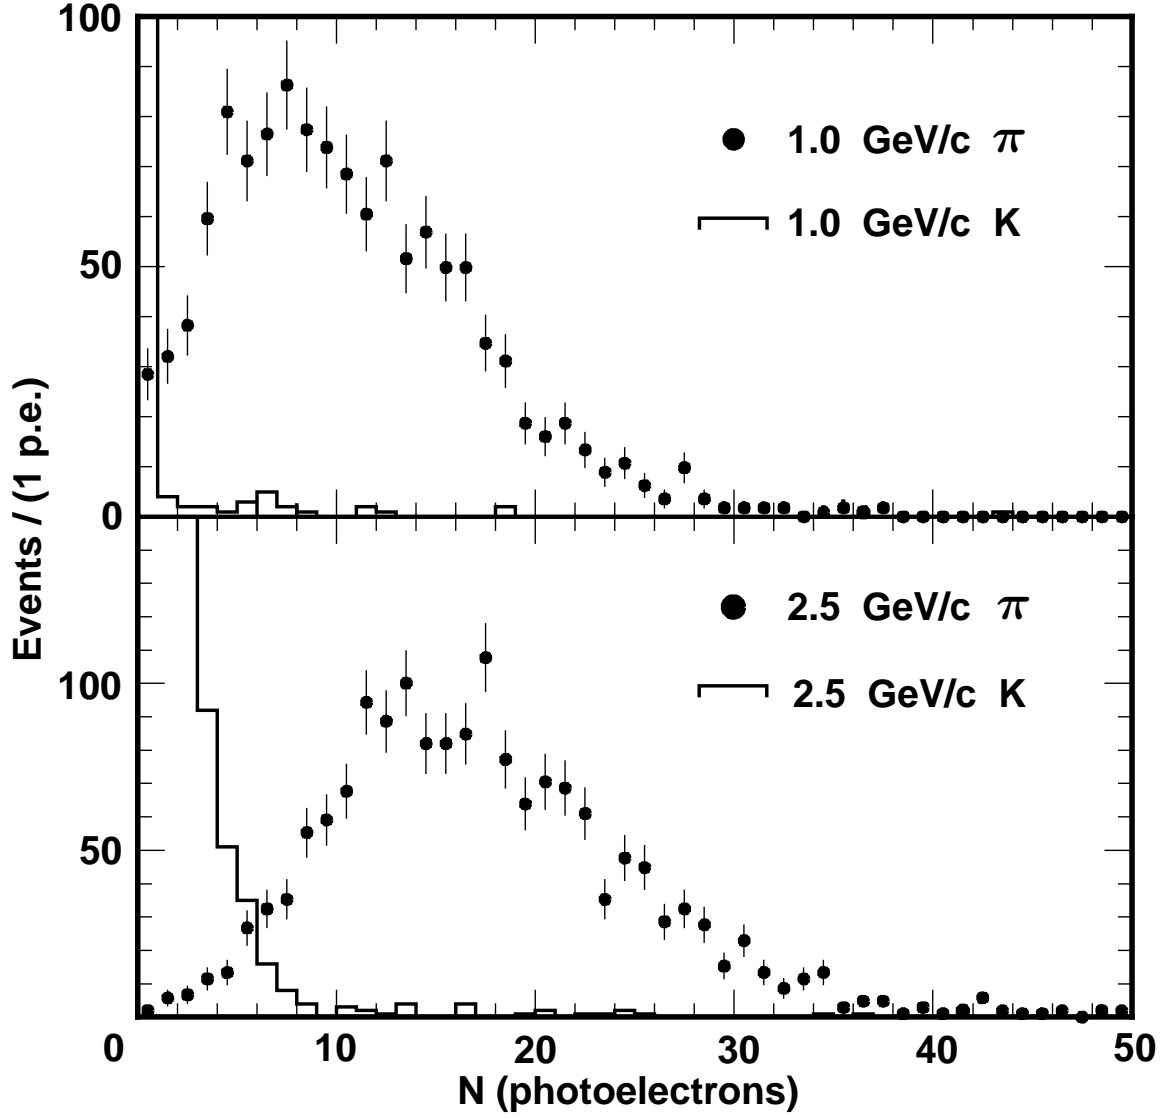 100
1.0 GeV/c π
1.0 GeV/c K
50
0
Events / (1 p.e.)
2.5 GeV/c π
2.5 GeV/c K
100
50
0 10 20 30 40 50
N (photoelectrons)